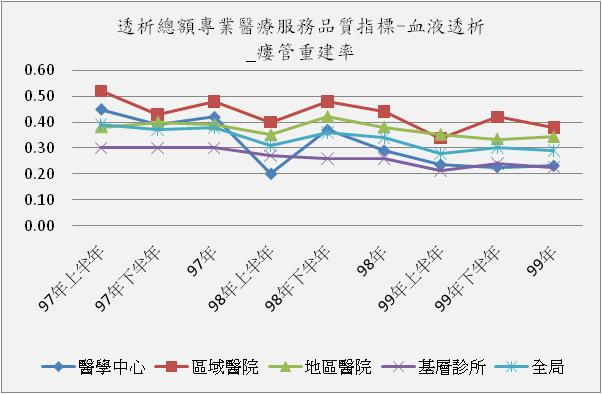 透析總額專業醫療服務品質指標-血液透析
_瘻管重建率
0.60
0.50
0.40
0.30
0.20
0.10
0.00
97年上半年
97年下半年
97年
98年上半年
98年下半年
98年
99年上半年
99年下半年
99年
醫學中心 區域醫院 地區醫院 基層診所 全局